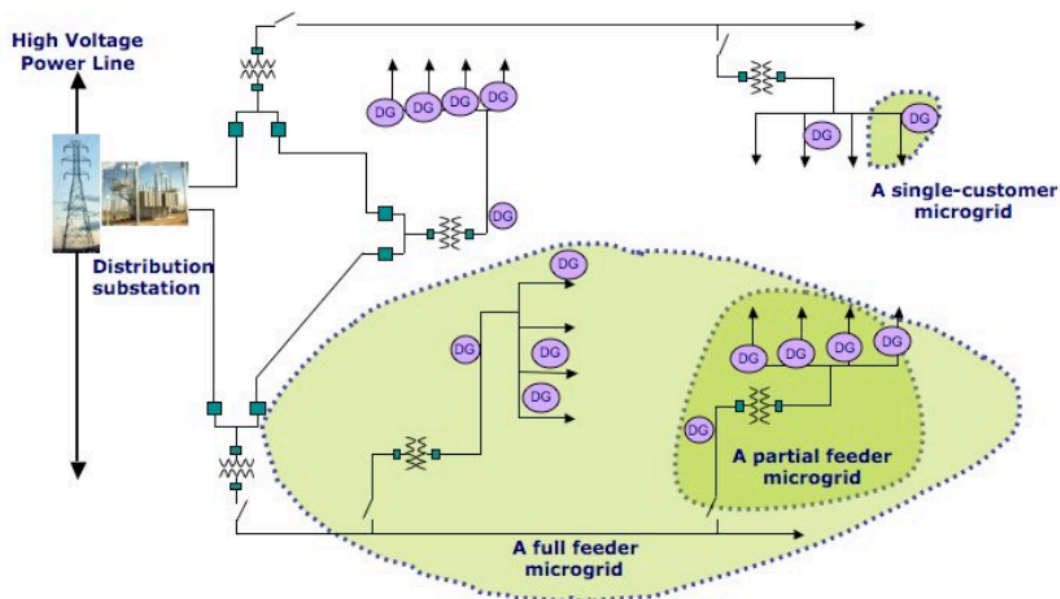 High Voltage
Power Line
DG
DG
DG
DG
DG
DG
DG
A single-customer
microgrid
Distribution
substation
DG
DG
DG
DG
DG
DG
DG
DG
DG
A partial feeder
microgrid
A full feeder
microgrid